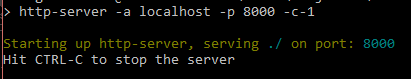 > http-server -a localhost -p 8000 -c-1
Starting up http-server, serving ./ on port: 8000
Hit CTRL-C to stop the server